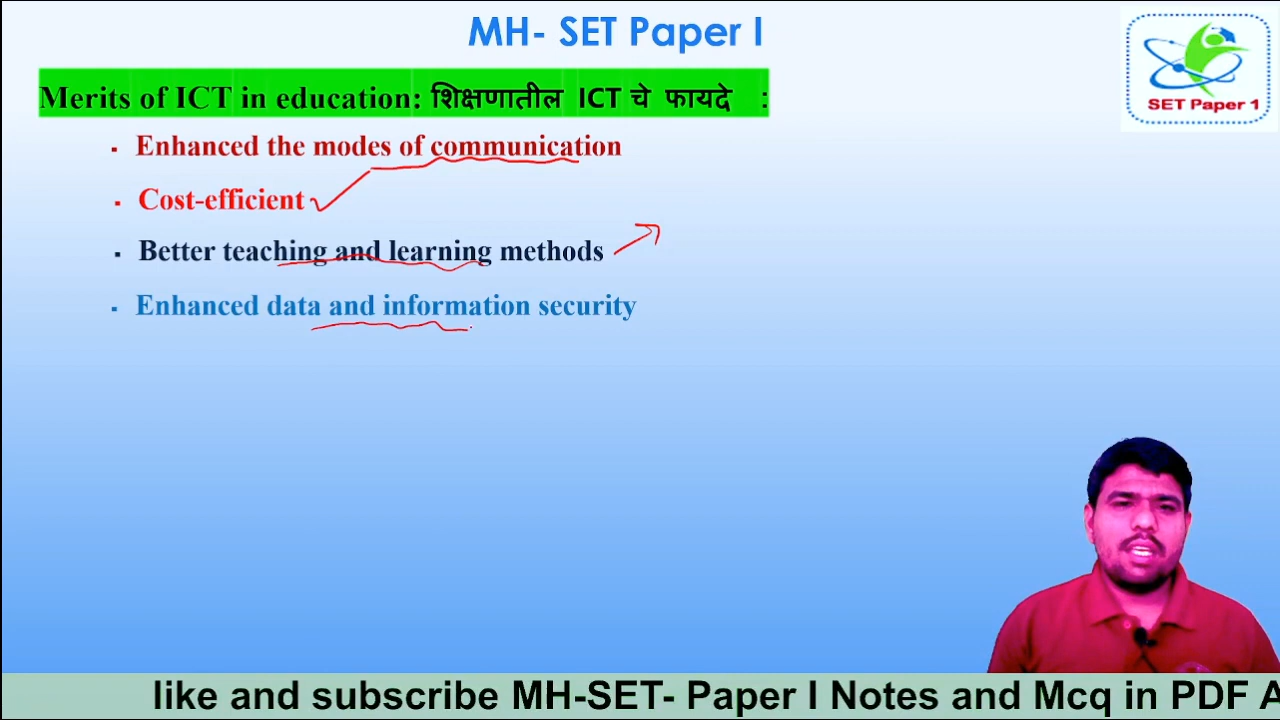 MH- SET Paper I
SET Paper 1
Merits of ICT in education: शिक्षणातील ICT चे फायदे :
▪ Enhanced the modes of communication
▪ Cost-efficient
▪ Better teaching and learning methods
▪ Enhanced data and information security
like and subscribe MH-SET- Paper I Notes and Mcq in PDF A